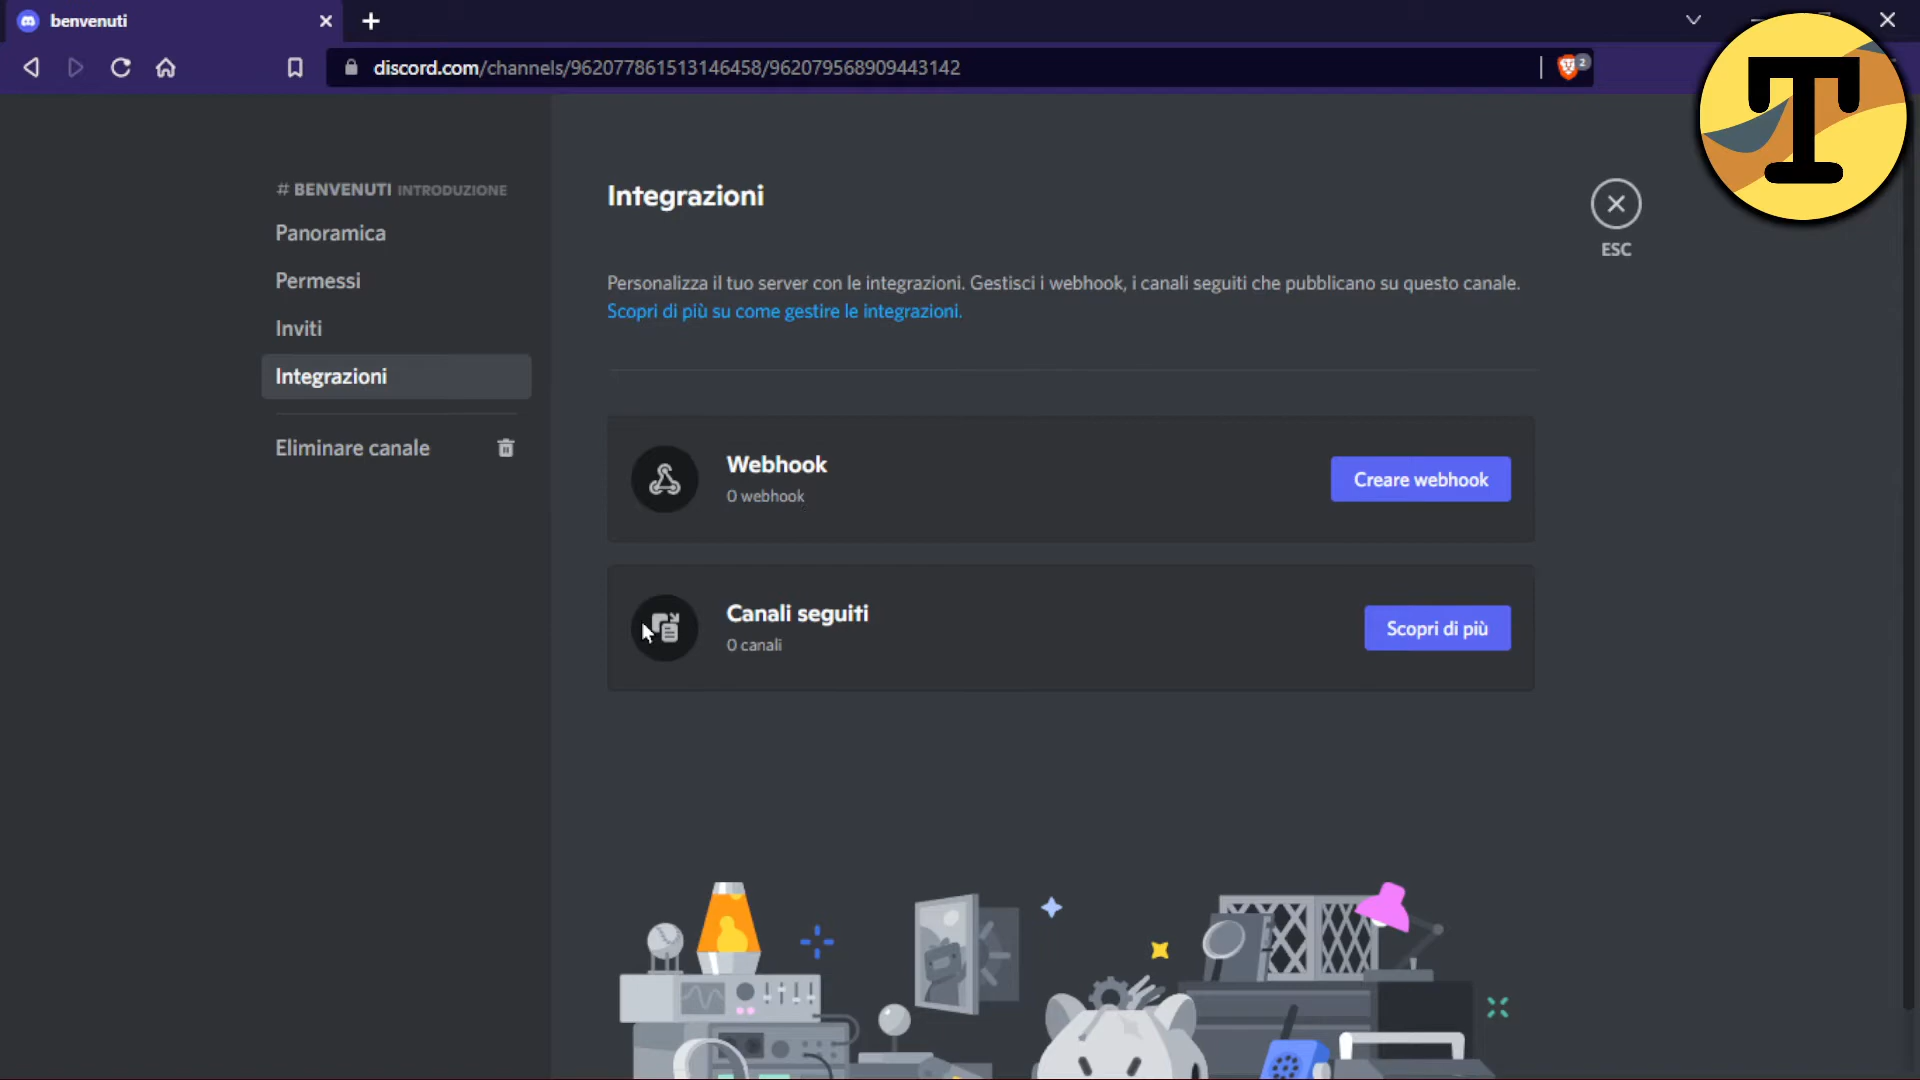 benvenuti
discord.com/channels/962077861513146458/962079568909443142
2
T
# BENVENUTI INTRODUZIONE
Panoramica
Permessi
Inviti
Integrazioni
Eliminare canale
Integrazioni
ESC
Personalizza il tuo server con le integrazioni. Gestisci i webhook, i canali seguiti che pubblicano su questo canale.
Scopri di più su come gestire le integrazioni.
Webhook
0 webhook
Creare webhook
Canali seguiti
0 canali
Scopri di più